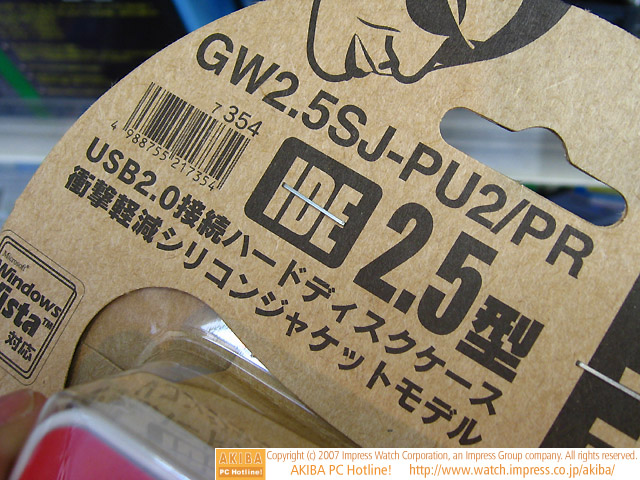 GW2.5SJ-PU2/PR
7 354
4 988755 217354
IDE
2.5型
USB2.0接続ハードディスクケース
衝撃軽減シリコンジャケットモデル
Microsoft
Windows
Vista™
対応
AKIBA
PC Hotline!
Copyright (c) 2007 Impress Watch Corporation, an Impress Group company. All rights reserved.
AKIBA PC Hotline! http://www.watch.impress.co.jp/akiba/